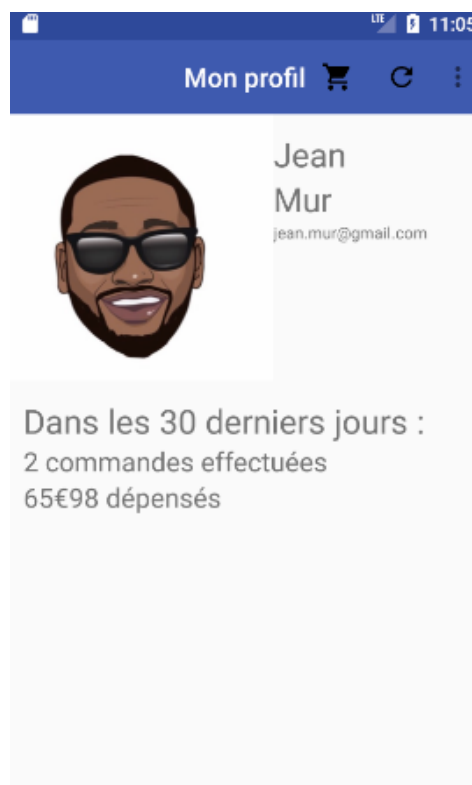 LTE 11:05
Mon profil
Jean
Mur
jean.mur@gmail.com
Dans les 30 derniers jours :
2 commandes effectuées
65€98 dépensés